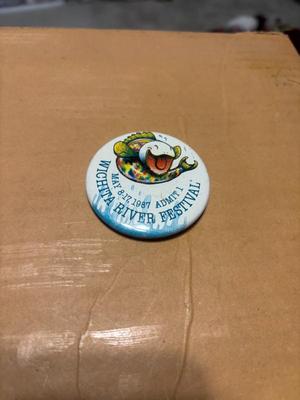 MAY 8-17, 1987 ADMIT 1
WICHITA RIVER FESTIVAL